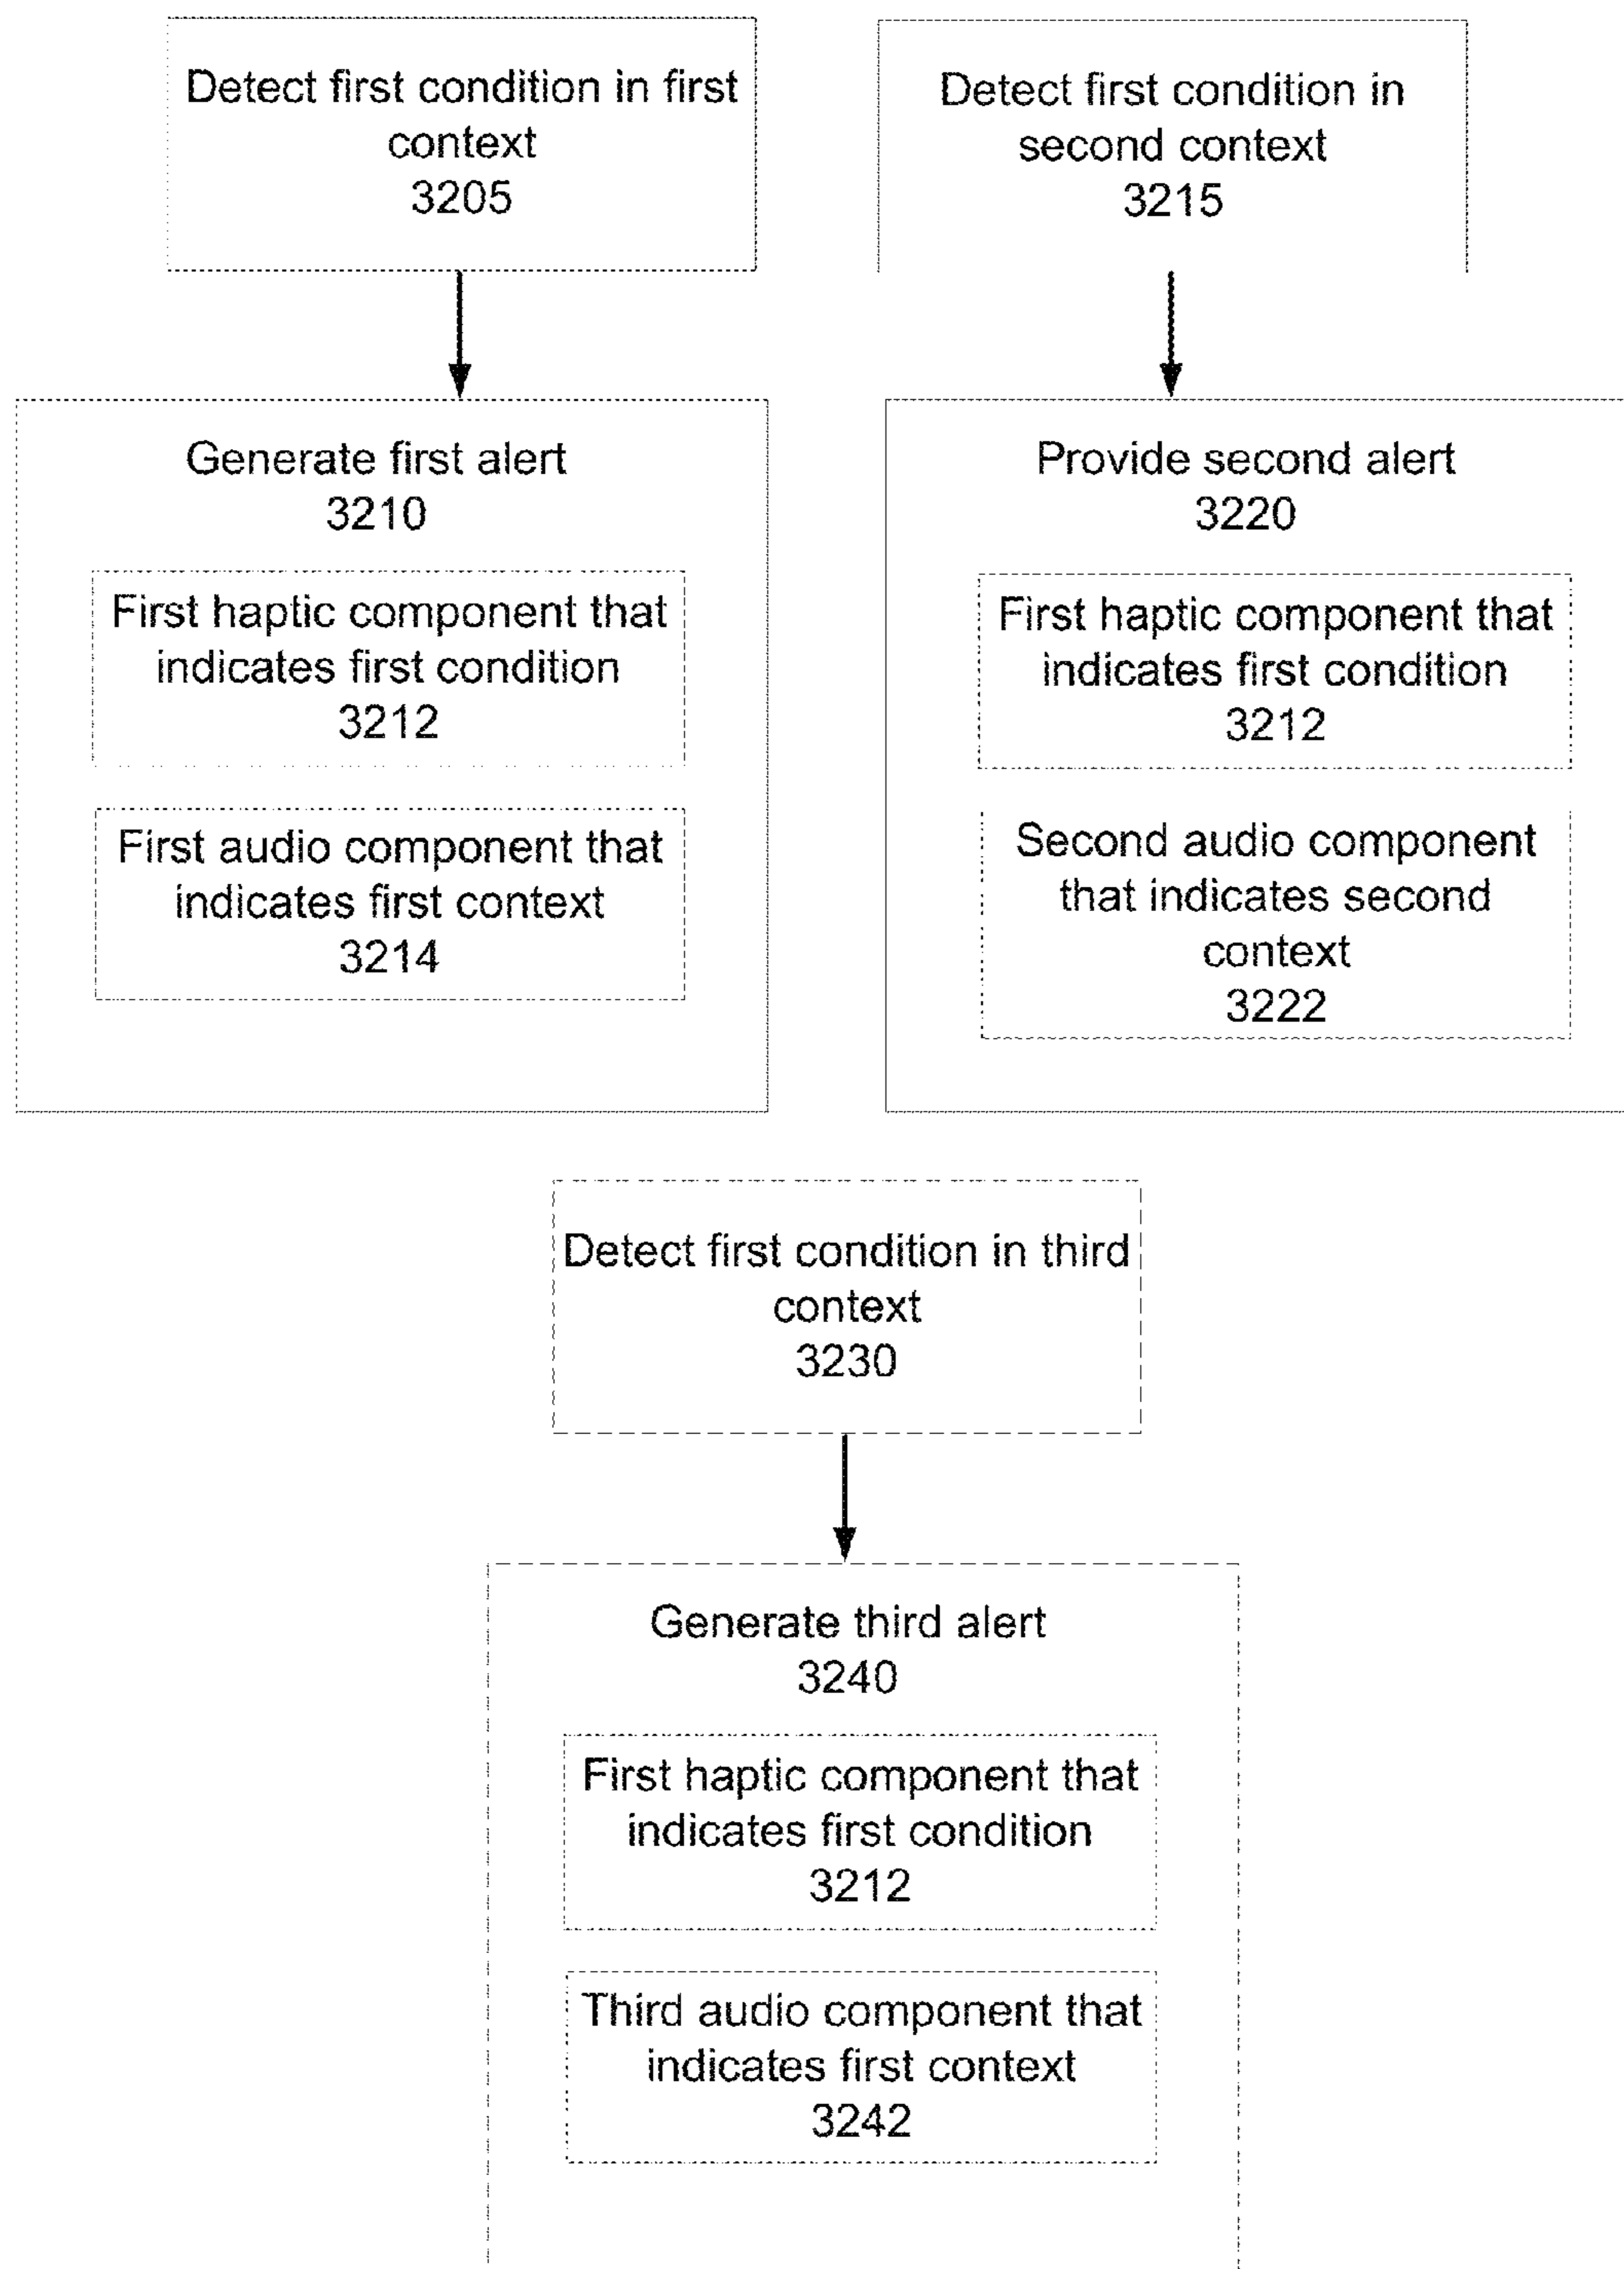 Detect first condition in first
context
3205
Detect first condition in
second context
3215
Generate first alert
3210
First haptic component that
indicates first condition
3212
First audio component that
indicates first context
3214
Provide second alert
3220
First haptic component that
indicates first condition
3212
Second audio component
that indicates second
context
3222
Detect first condition in third
context
3230
Generate third alert
3240
First haptic component that
indicates first condition
3212
Third audio component that
indicates first context
3242